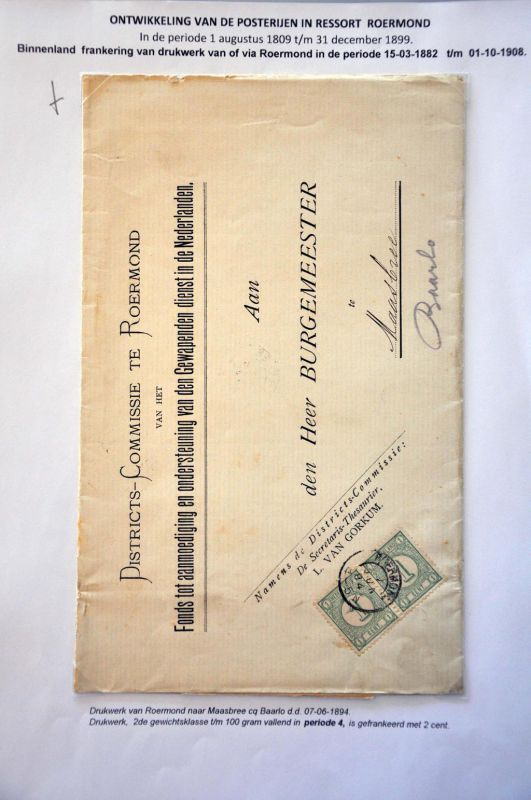 ONTWIKKELING VAN DE POSTERIJEN IN RESSORT ROERMOND
In de periode 1 augustus 1809 t/m 31 december 1899.
Binnenland frankering van drukwerk van of via Roermond in de periode 15-03-1882 t/m 01-10-1908.
DISTRICTS-COMMISSIE TE ROERMOND
VAN HET
Fonds tot aanmoediging en ondersteuning van den Gewapenden dienst in de Nederlanden.
Aan
den Heer BURGEMEESTER
te
Maasbree
Baarlo
Namens de Districts-Commissie:
De Secretaris-Thesaurier,
L. VAN GORKUM.
Drukwerk van Roermond naar Maasbree cq Baarlo d.d. 07-06-1894.
Drukwerk, 2de gewichtsklasse t/m 100 gram vallend in periode 4, is gefrankeerd met 2 cent.